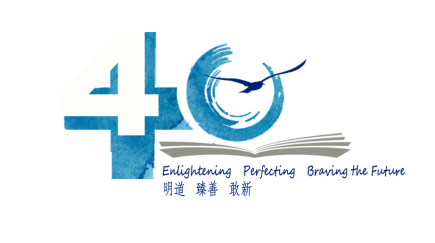 40
Enlightening Perfecting Braving the Future
明道 臻善 敢新